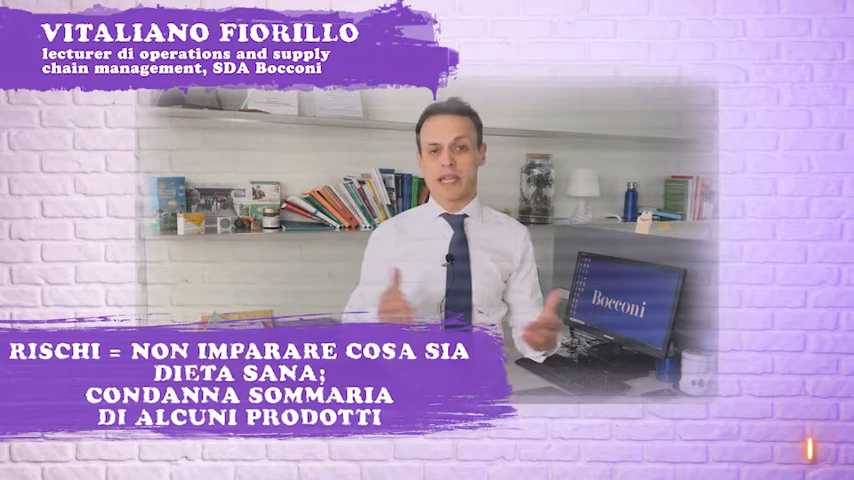 VITALIANO FIORILLO
lecturer di operations and supply
chain management, SDA Bocconi
Bocconi
RISCHI = NON IMPARARE COSA SIA
DIETA SANA;
CONDANNA SOMMARIA
DI ALCUNI PRODOTTI